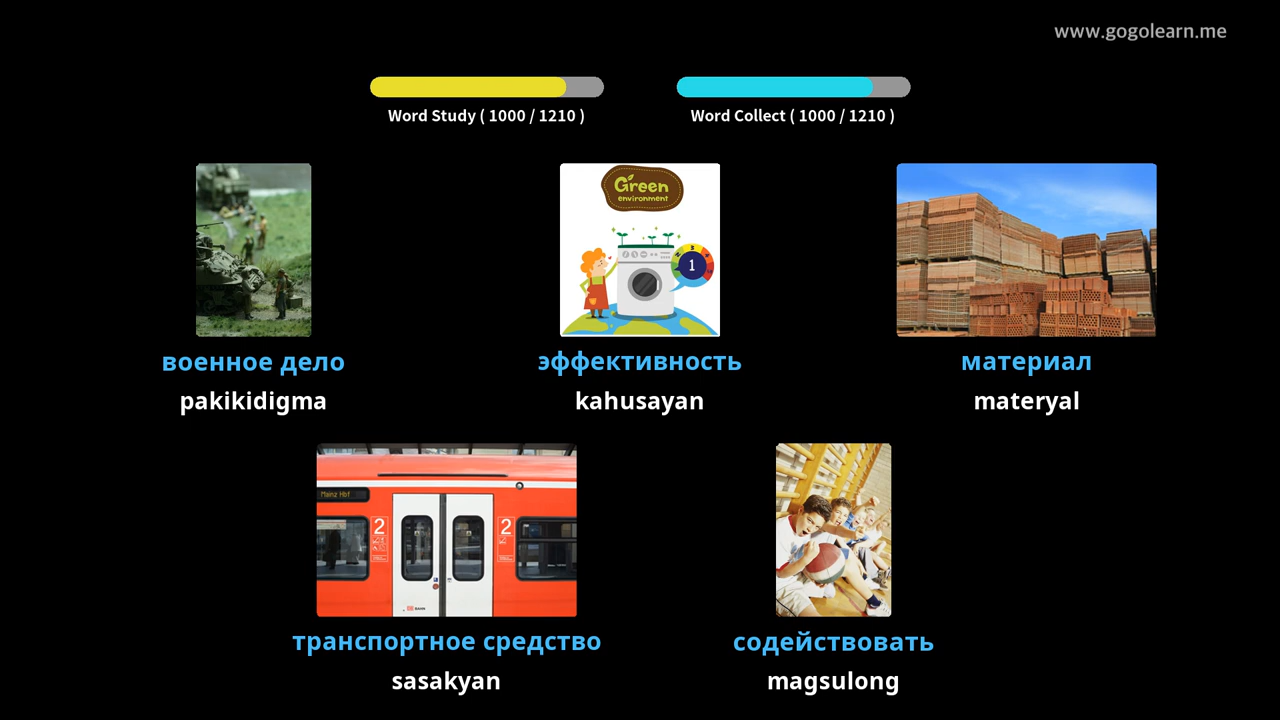 www.gogolearn.me
Word Study ( 1000 / 1210 )
Word Collect ( 1000 / 1210 )
Green
environment
1
военное дело
эффективность
материал
pakikidigma
kahusayan
materyal
Mainz Hbf
2
2
транспортное средство
содействовать
sasakyan
magsulong